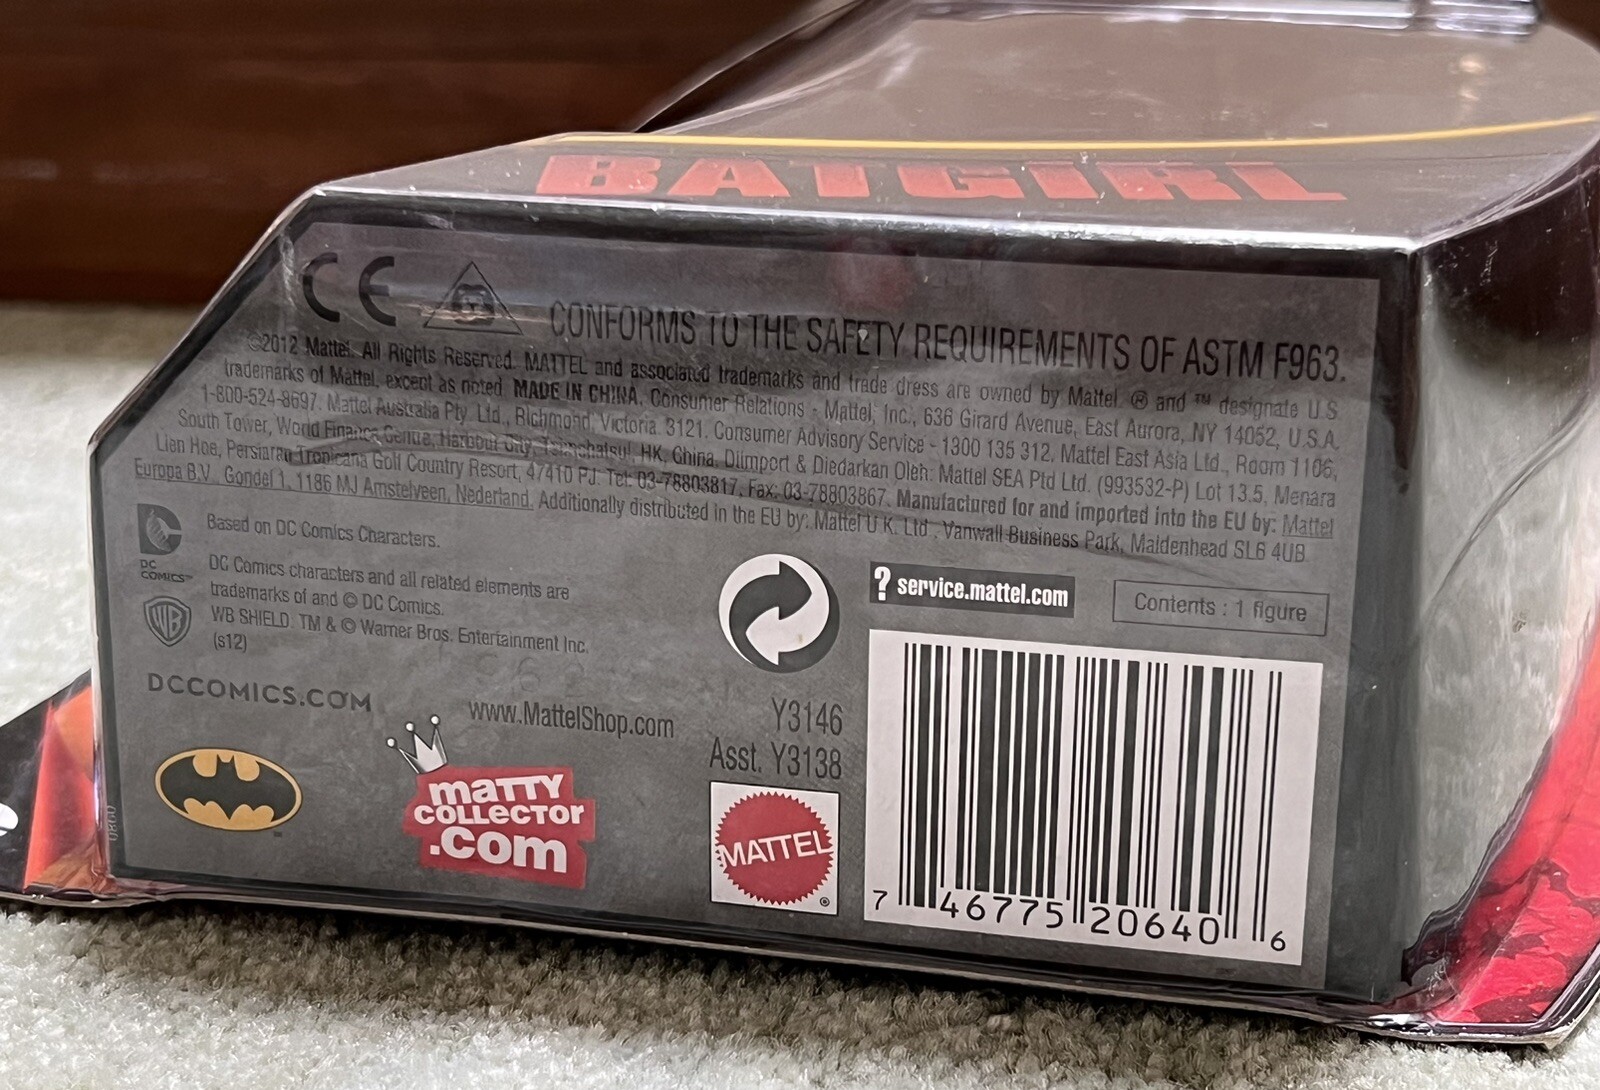 BATGIRL
CE
CONFORMS TO THE SAFETY REQUIREMENTS OF ASTM F963.
©2012 Mattel. All Rights Reserved. MATTEL and associated trademarks and trade dress are owned by Mattel. ® and ™ designate U.S.
trademarks of Mattel, except as noted. MADE IN CHINA. Consumer Relations - Mattel, Inc., 636 Girard Avenue, East Aurora, NY 14052, U.S.A.
1-800-524-8697. Mattel Australia Pty. Ltd., Richmond, Victoria. 3121. Consumer Advisory Service - 1300 135 312. Mattel East Asia Ltd., Room 1106,
South Tower, World Finance Centre, Harbour City, Tsimshatsui, HK, China. Diimport & Diedarkan Oleh: Mattel SEA Ptd Ltd. (993532-P) Lot 13.5, Menara
Lien Hoe, Persiaran Tropicana Golf Country Resort, 47410 PJ. Tel: 03-78803817, Fax: 03-78803867. Manufactured for and imported into the EU by: Mattel
Europa B.V., Gondel 1, 1186 MJ Amstelveen, Nederland. Additionally distributed in the EU by: Mattel U.K. Ltd., Vanwall Business Park, Maidenhead SL6 4UB.
DC
COMICS™
Based on DC Comics Characters.
DC Comics characters and all related elements are
trademarks of and © DC Comics.
WB
WB SHIELD: TM & © Warner Bros. Entertainment Inc.
(s12)
? service.mattel.com
Contents : 1 figure
DCCOMICS.COM
www.MattelShop.com
Y3146
Asst. Y3138
matty
collector
.com
MATTEL
®
7 46775 20640 6